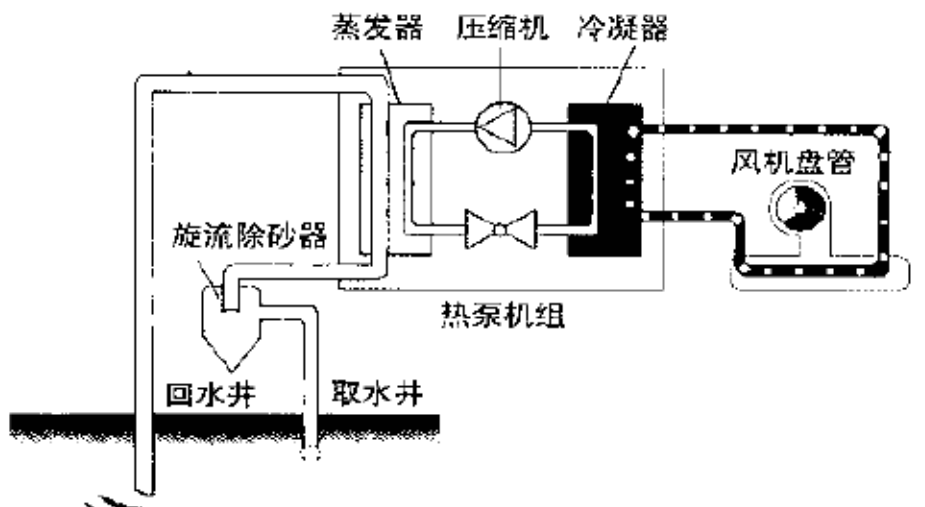 蒸发器 压缩机 冷凝器
风机盘管
旋流除砂器
热泵机组
回水井 取水井